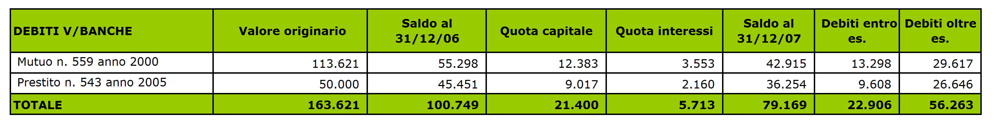 DEBITI V/BANCHE Valore originario Saldo al 31/12/06 Quota capitale Quota interessi Saldo al 31/12/07 Debiti entro es. Debiti oltre es.
Mutuo n. 559 anno 2000 113.621 55.298 12.383 3.553 42.915 13.298 29.617
Prestito n. 543 anno 2005 50.000 45.451 9.017 2.160 36.254 9.608 26.646
TOTALE 163.621 100.749 21.400 5.713 79.169 22.906 56.263